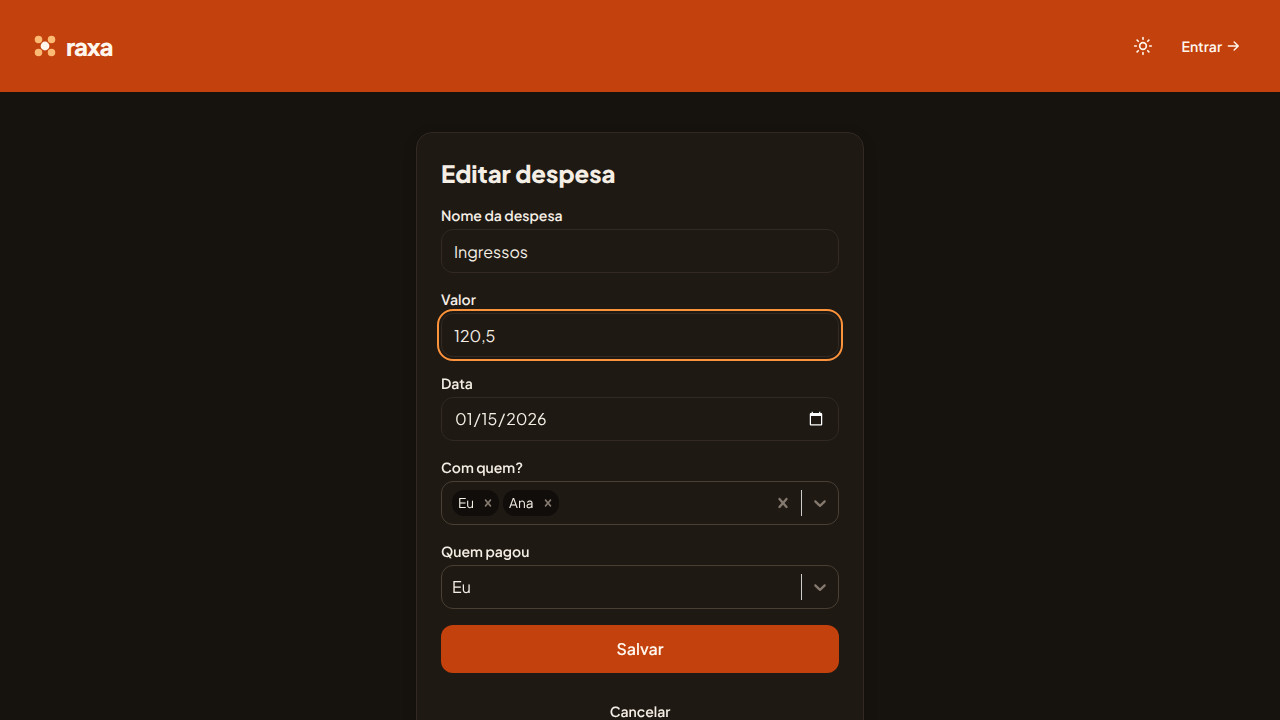 raxa
Entrar →
Editar despesa
Nome da despesa
Ingressos
Valor
120,5
Data
01/15/2026
Com quem?
Eu × Ana ×
Quem pagou
Eu
Salvar
Cancelar